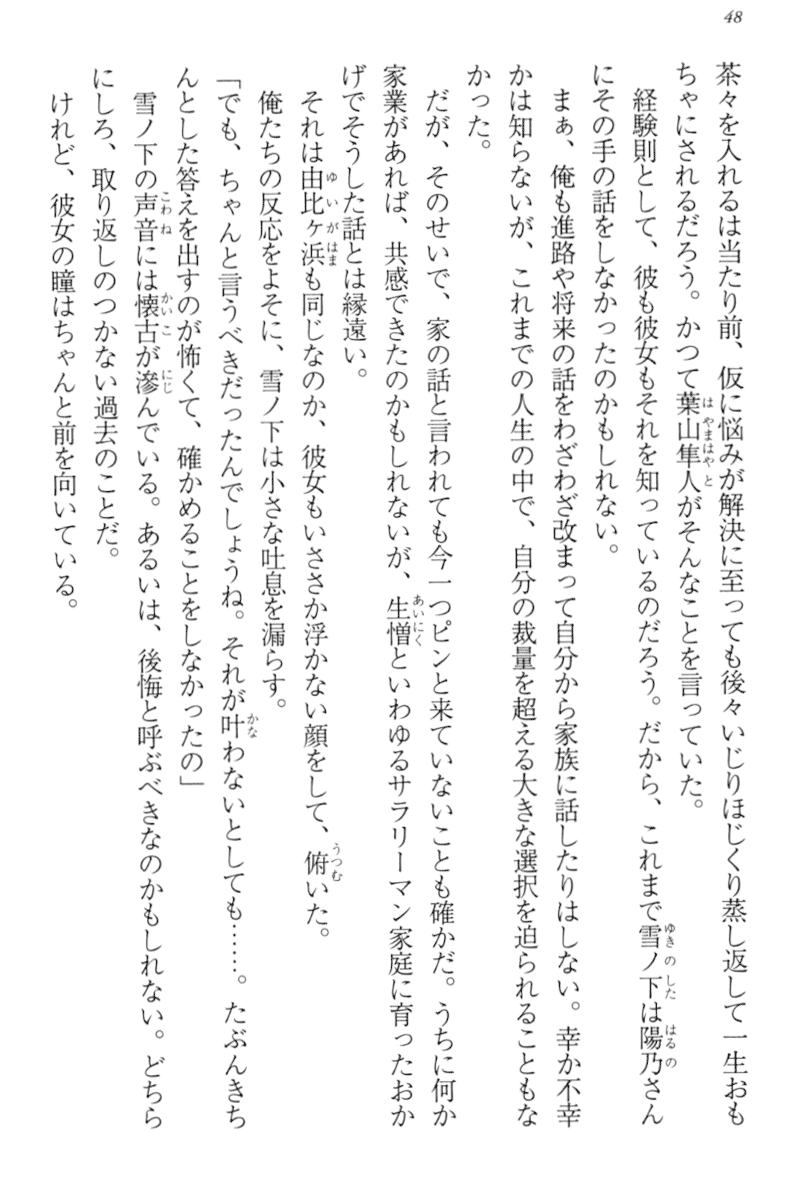 48
茶々を入れるは当たり前、仮に悩みが解決に至っても後々いじりほじくり蒸し返して一生おも
ちゃにされるだろう。かつて葉山隼人がそんなことを言っていた。
経験則として、彼も彼女もそれを知っているのだろう。だから、これまで雪ノ下は陽乃さん
にその手の話をしなかったのかもしれない。
まぁ、俺も進路や将来の話をわざわざ改まって自分から家族に話したりはしない。幸か不幸
かは知らないが、これまでの人生の中で、自分の裁量を超える大きな選択を迫られることもな
かった。
だが、そのせいで、家の話と言われても今一つピンと来ていないことも確かだ。うちに何か
家業があれば、共感できたのかもしれないが、生憎といわゆるサラリーマン家庭に育ったおか
げでそうした話とは縁遠い。
それは由比ヶ浜も同じなのか、彼女もいささか浮かない顔をして、俯いた。
俺たちの反応をよそに、雪ノ下は小さな吐息を漏らす。
「でも、ちゃんと言うべきだったんでしょうね。それが叶わないとしても……。たぶんきち
んとした答えを出すのが怖くて、確かめることをしなかったの」
雪ノ下の声音には懐古が滲んでいる。あるいは、後悔と呼ぶべきなのかもしれない。どちら
にしろ、取り返しのつかない過去のことだ。
けれど、彼女の瞳はちゃんと前を向いている。